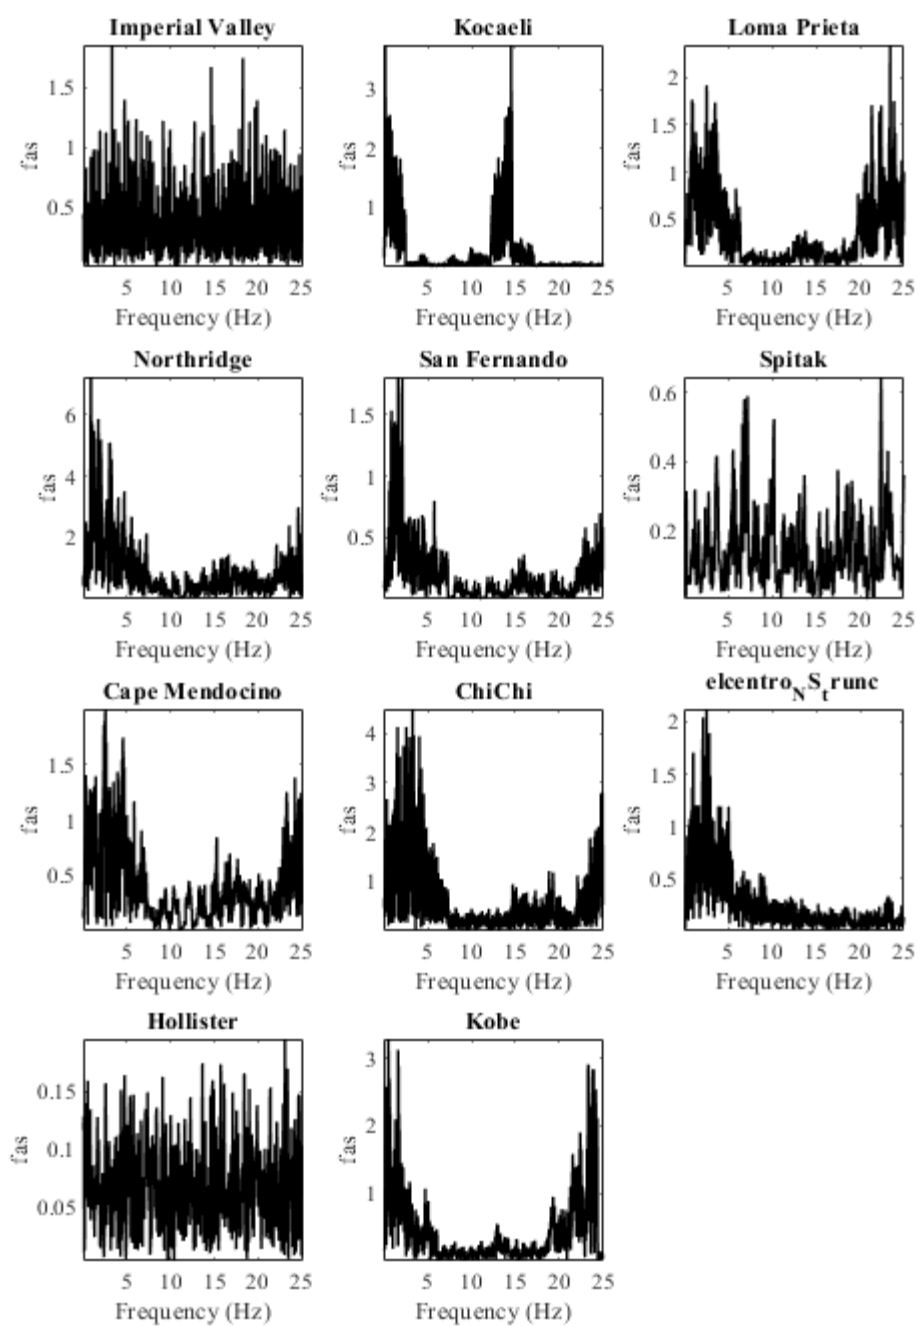 Imperial Valley
Kocaeli
Loma Prieta
fas
1.5
1
0.5
5 10 15 20 25
Frequency (Hz)
fas
3
2
1
5 10 15 20 25
Frequency (Hz)
fas
2
1.5
1
0.5
5 10 15 20 25
Frequency (Hz)
Northridge
San Fernando
Spitak
fas
6
4
2
5 10 15 20 25
Frequency (Hz)
fas
1.5
1
0.5
5 10 15 20 25
Frequency (Hz)
fas
0.6
0.4
0.2
5 10 15 20 25
Frequency (Hz)
Cape Mendocino
ChiChi
elcentro_NS_trunc
fas
1.5
1
0.5
5 10 15 20 25
Frequency (Hz)
fas
4
3
2
1
5 10 15 20 25
Frequency (Hz)
fas
2
1.5
1
0.5
5 10 15 20 25
Frequency (Hz)
Hollister
Kobe
fas
0.15
0.1
0.05
5 10 15 20 25
Frequency (Hz)
fas
3
2
1
5 10 15 20 25
Frequency (Hz)